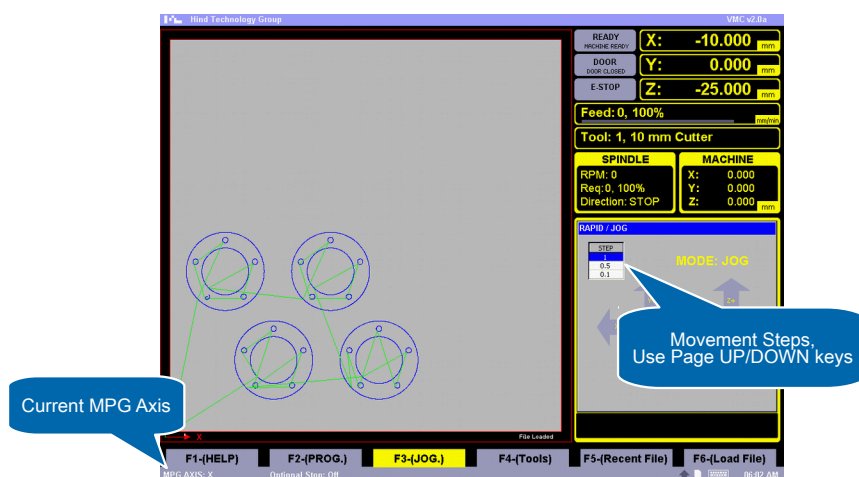 Hind Technology Group
VMC v2.0a
READY
MACHINE READY
X: -10.000 mm
DOOR
DOOR CLOSED
Y: 0.000 mm
E-STOP
Z: -25.000 mm
Feed: 0, 100%
mm/min
Tool: 1, 10 mm Cutter
SPINDLE
RPM: 0
Req: 0, 100%
Direction: STOP
MACHINE
X: 0.000
Y: 0.000
Z: 0.000 mm
RAPID / JOG
STEP
1
0.5
0.1
MODE: JOG
Z+
Movement Steps,
Use Page UP/DOWN keys
Current MPG Axis
X
File Loaded
F1-(HELP)
F2-(PROG.)
F3-(JOG.)
F4-(Tools)
F5-(Recent File)
F6-(Load File)
MPG AXIS: X
Optional Stop: Off
06:02 AM